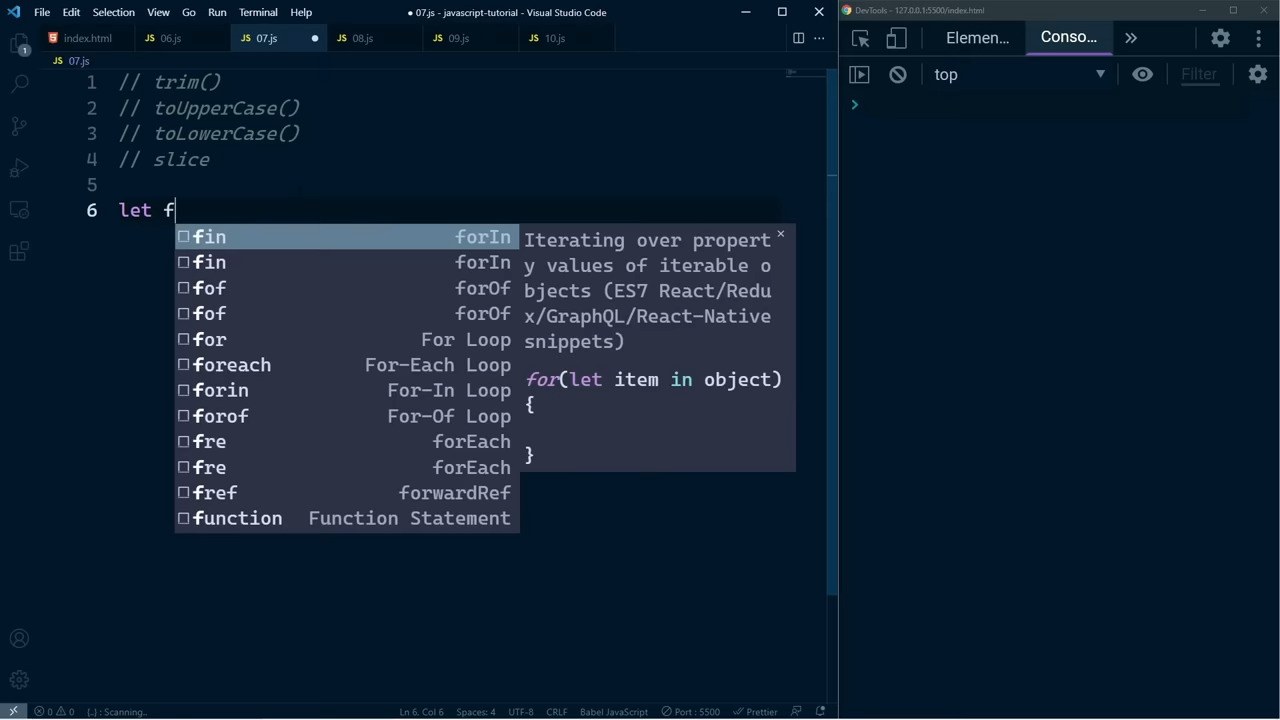 File Edit Selection View Go Run Terminal Help ● 07.js - javascript-tutorial - Visual Studio Code
DevTools - 127.0.0.1:5500/index.html
index.html JS 06.js JS 07.js JS 08.js JS 09.js JS 10.js
Elemen... Conso...
JS 07.js
top Filter
1 // trim()
2 // toUpperCase()
3 // toLowerCase()
4 // slice
5
6 let f
fin forIn
fin forIn
fof forOf
fof forOf
for For Loop
foreach For-Each Loop
forin For-In Loop
forof For-Of Loop
fre forEach
fre forEach
fref forwardRef
function Function Statement
Iterating over propert
y values of iterable o
bjects (ES7 React/Redu
x/GraphQL/React-Native
snippets)
for(let item in object)
{
}
1
0 0 {..}: Scanning.. Ln 6, Col 6 Spaces: 4 UTF-8 CRLF Babel JavaScript Port : 5500 Prettier